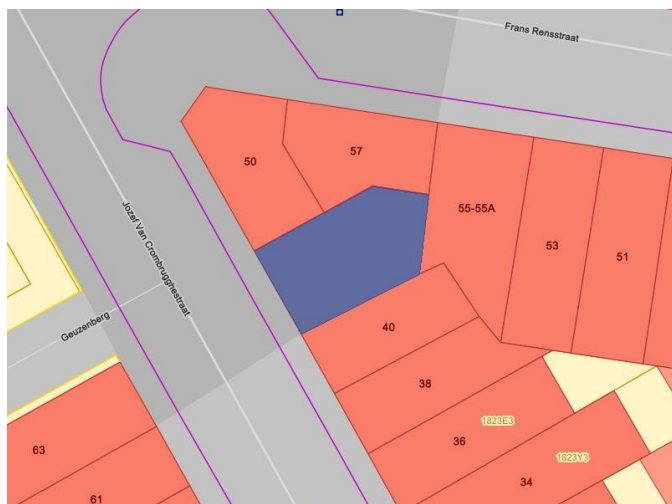 Frans Rensstraat
50
57
55-55A
53
51
Jozef Van Crombrugghestraat
Geuzenberg
40
38
36
1823E3
63
1823Y3
34
61